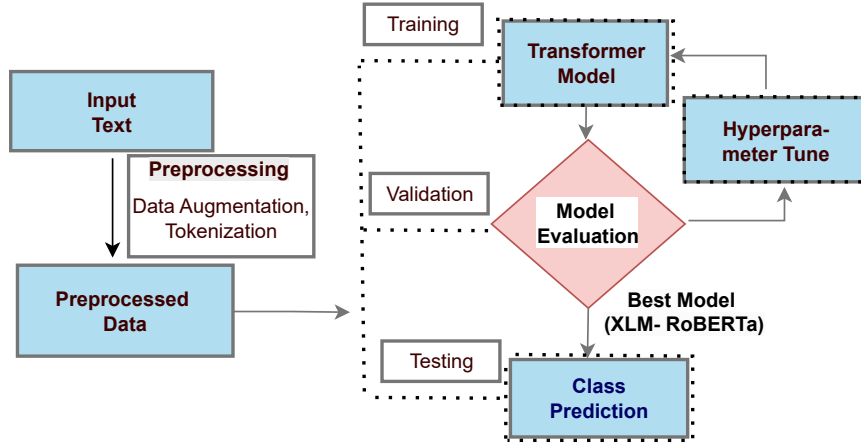 Input
Text
Preprocessing
Data Augmentation,
Tokenization
Preprocessed
Data
Training
Transformer
Model
Hyperpara-
meter Tune
Validation
Model
Evaluation
Best Model
(XLM- RoBERTa)
Testing
Class
Prediction